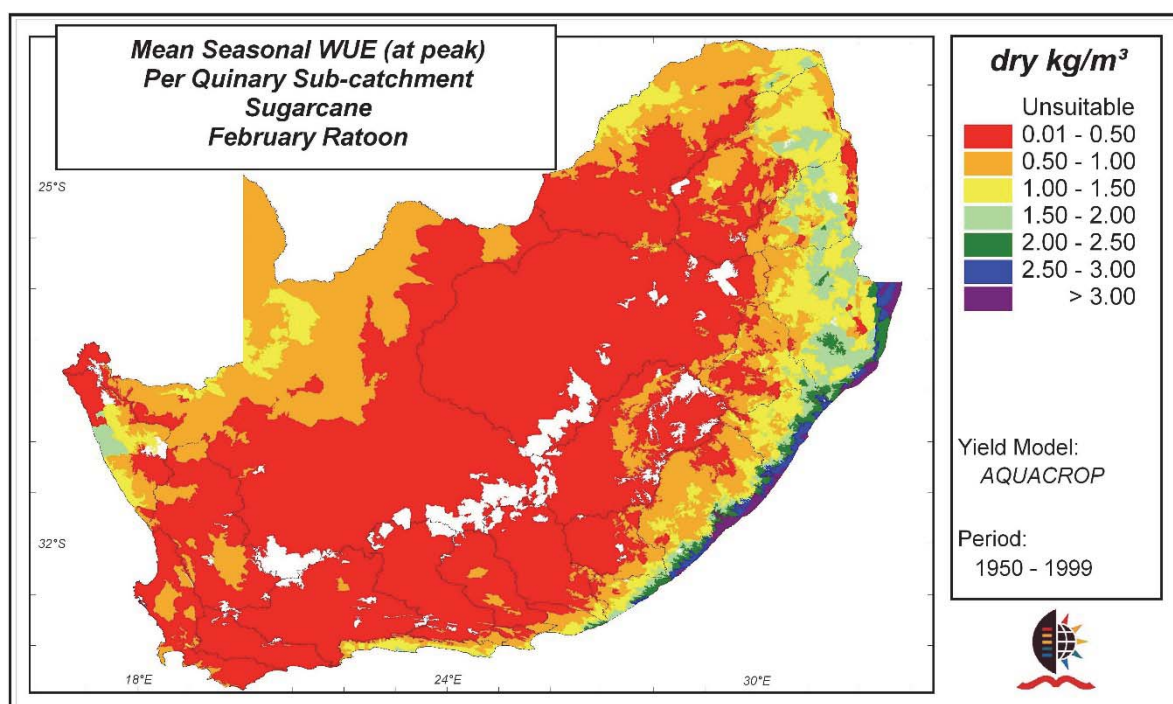 Mean Seasonal WUE (at peak)
Per Quinary Sub-catchment
Sugarcane
February Ratoon
dry kg/m³
Unsuitable
0.01 - 0.50
0.50 - 1.00
1.00 - 1.50
1.50 - 2.00
2.00 - 2.50
2.50 - 3.00
> 3.00
Yield Model:
AQUACROP
Period:
1950 - 1999
25°S
32°S
18°E
24°E
30°E